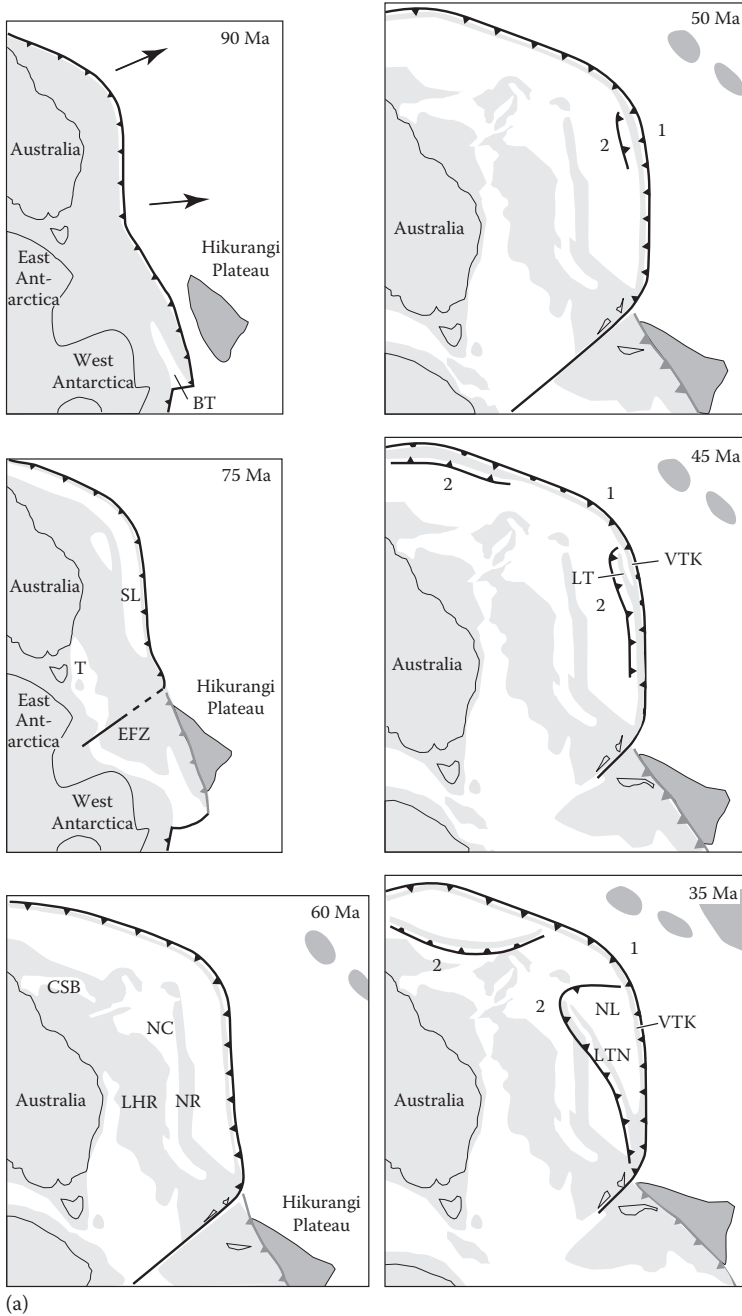 90 Ma
Australia
East
Ant-
arctica
West
Antarctica
Hikurangi
Plateau
BT
75 Ma
Australia
SL
T
East
Ant-
arctica
EFZ
Hikurangi
Plateau
West
Antarctica
60 Ma
CSB
NC
Australia
LHR
NR
Hikurangi
Plateau
50 Ma
1
2
Australia
45 Ma
2
1
VTK
LT
2
Australia
35 Ma
1
2
2
NL
VTK
LTN
Australia
(a)